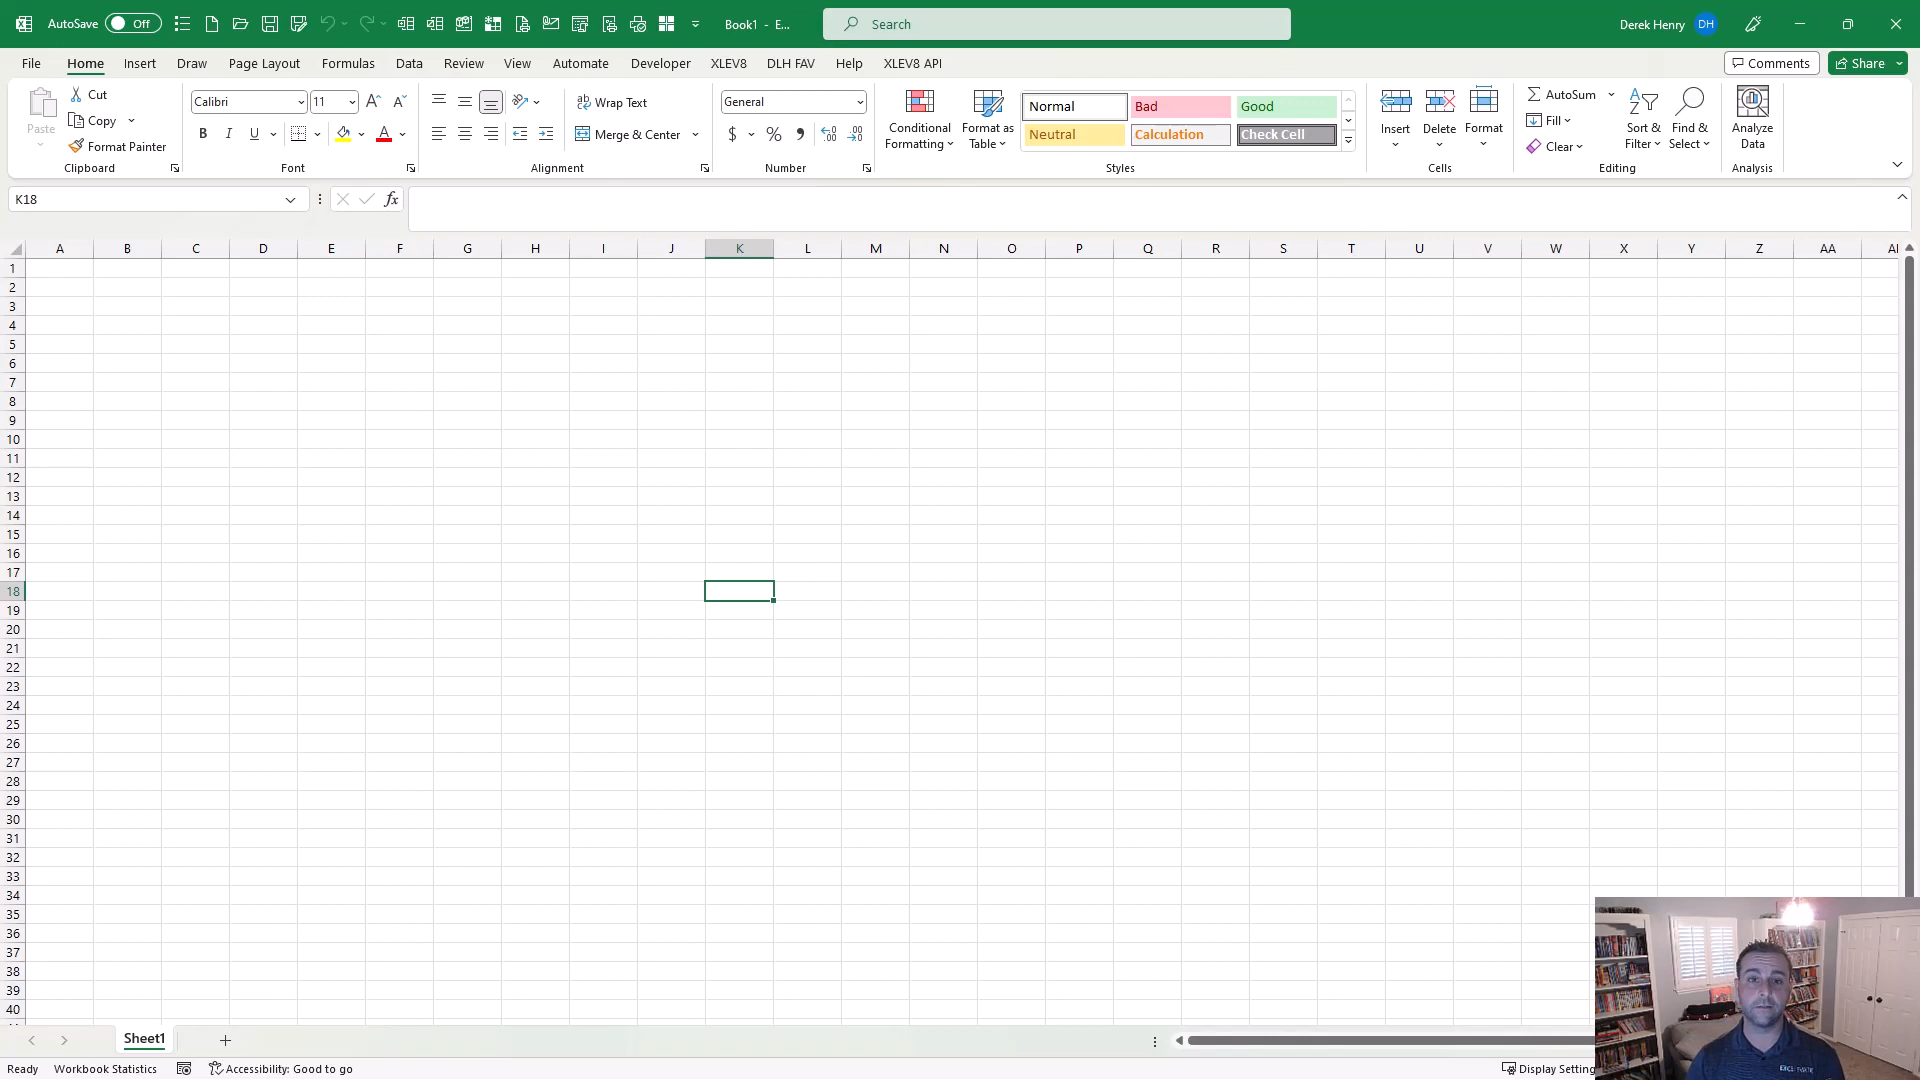 AutoSave Off Book1 - E... Search Derek Henry DH
File Home Insert Draw Page Layout Formulas Data Review View Automate Developer XLEV8 DLH FAV Help XLEV8 API Comments Share
Paste
Cut
Copy
Format Painter
Clipboard
Calibri 11
B I U
Font
Wrap Text
Merge & Center
Alignment
General
$ % ,
Number
Conditional
Formatting
Format as
Table
Normal Bad Good
Neutral Calculation Check Cell
Styles
Insert Delete Format
Cells
AutoSum
Fill
Clear
Sort &
Filter
Find &
Select
Editing
Analyze
Data
Analysis
K18 fx
A B C D E F G H I J K L M N O P Q R S T U V W X Y Z AA
1
2
3
4
5
6
7
8
9
10
11
12
13
14
15
16
17
18
19
20
21
22
23
24
25
26
27
28
29
30
31
32
33
34
35
36
37
38
39
40
Sheet1
Ready Workbook Statistics Accessibility: Good to go Display Setting